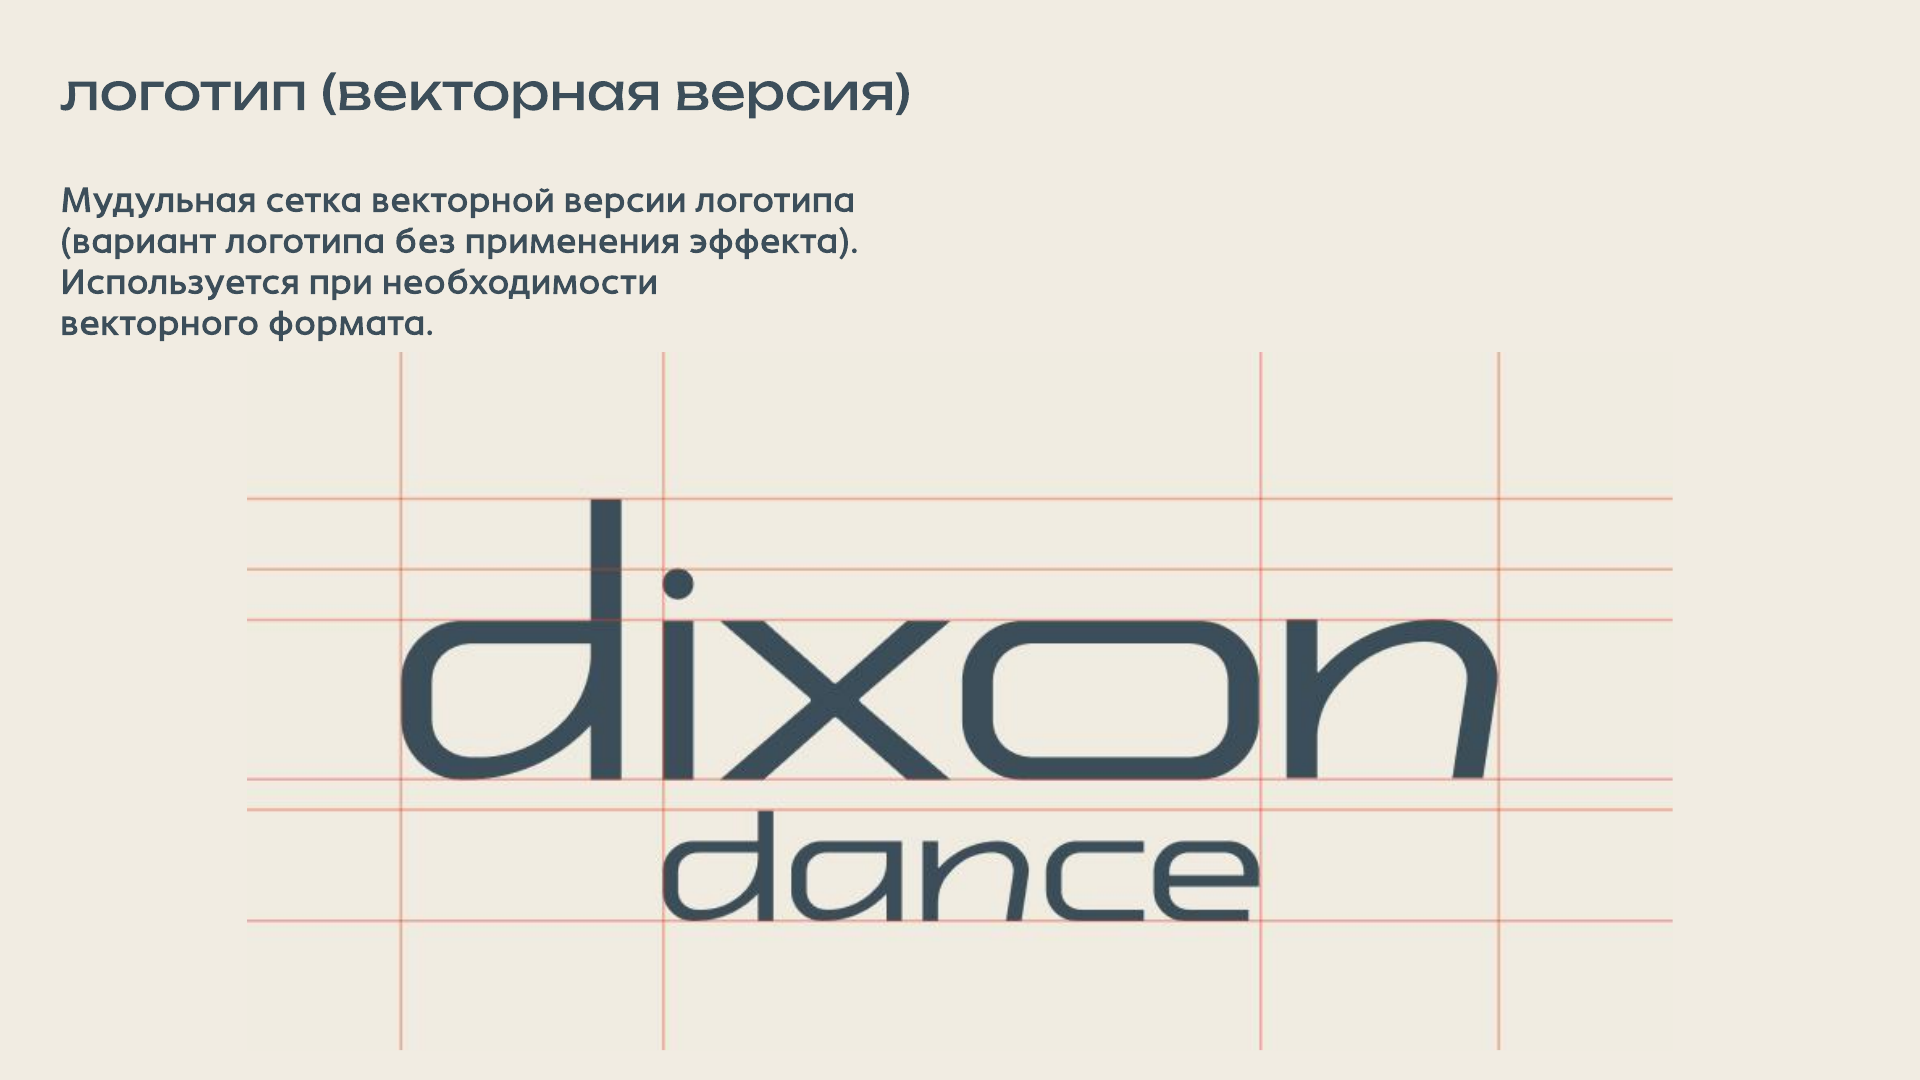 логотип (векторная версия)
Мудульная сетка векторной версии логотипа
(вариант логотипа без применения эффекта).
Используется при необходимости
векторного формата.
dixon
dance